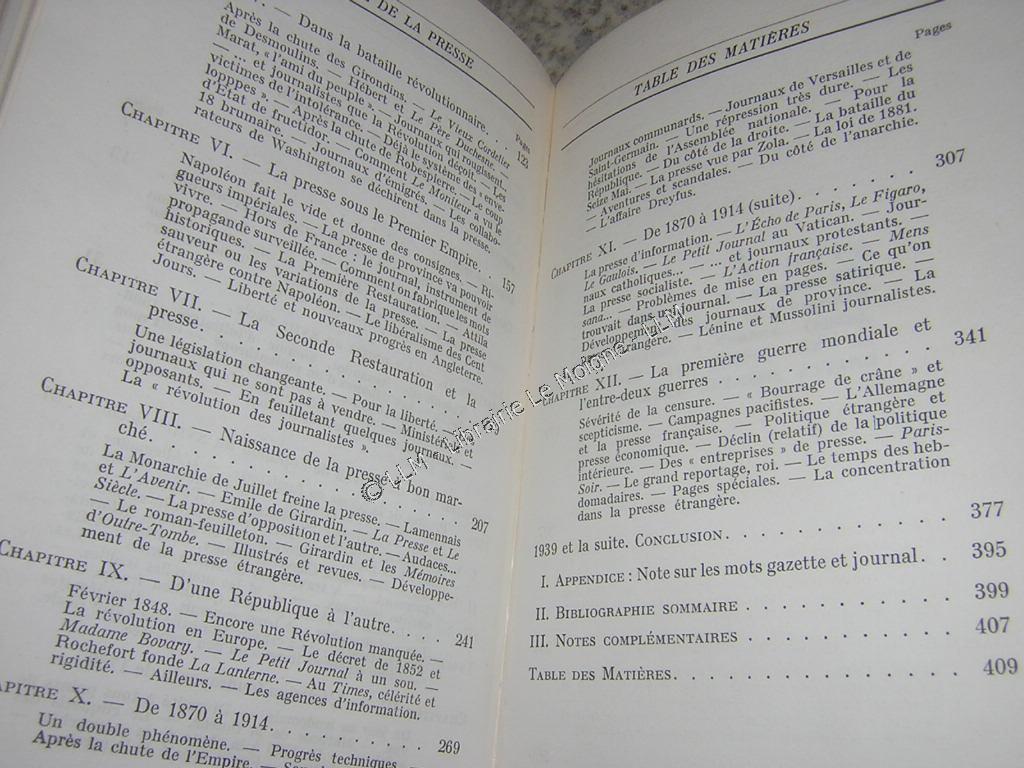 DE LA PRESSE
Pages
— Dans la bataille révolutionnaire. 123
Après la chute des Girondins. — Le Vieux Cordelier
de Desmoulins. — Hébert et Le Père Duchesne. —
Marat, « l'ami du peuple ». — Journaux qui rougissent
— ... et journalistes que la Révolution déçoit. — Les
victimes de l'intolérance. — Déjà le système des « enve-
loppes ». — Après la chute de Robespierre. — Le coup
d'État de fructidor. — Comment Le Moniteur a vu le
18 brumaire. — Journaux d'émigrés. — Les collabo-
rateurs de Washington se déchirent dans la presse.
CHAPITRE VI. — La presse sous le Premier Empire. . 157
Napoléon fait le vide et donne des consignes. — Ri-
gueurs impériales. — La presse de province va pouvoir
vivre. — Hors de France : le journal, instrument de
propagande surveillée. — Comment on fabrique les mots
historiques. — La Première Restauration. — Attila
sauveur ou les variations de la presse. — La presse
étrangère contre Napoléon. — Le libéralisme des Cent
Jours. — Liberté et nouveaux progrès en Angleterre.
CHAPITRE VII. — La Seconde Restauration et la
presse. . . . . . . . . . . . . . . .
Une législation changeante. — Pour la liberté. — Les
journaux qui ne sont pas à vendre. — Ministériels et
opposants. — En feuilletant quelques journaux. —
La « révolution des journalistes ».
CHAPITRE VIII. — Naissance de la presse à bon mar-
ché. . . . . . . . . . . . . . . . . 207
La Monarchie de Juillet freine la presse. — Lamennais
et L'Avenir. — Emile de Girardin. — La Presse et Le
Siècle. — La presse d'opposition et l'autre. — Audaces...
— Le roman-feuilleton. — Girardin et les Mémoires
d'Outre-Tombe. — Illustrés et revues. — Développe-
ment de la presse étrangère.
CHAPITRE IX. — D'une République à l'autre. . . . . 241
Février 1848. — Encore une Révolution manquée. —
La révolution en Europe. — Le décret de 1852 et
Madame Bovary. — Le Petit Journal à un sou. —
Rochefort fonde La Lanterne. — Au Times, célérité et
rigidité. — Ailleurs. — Les agences d'information.
APITRE X. — De 1870 à 1914. . . . . . . . . . 269
Un double phénomène. — Progrès techniques. —
Après la chute de l'Empire. —
TABLE DES MATIÈRES
Pages
Journaux communards. — Journaux de Versailles et de
Saint-Germain. — Une répression très dure. — Les
hésitations de l'Assemblée nationale. — Pour la
République. — Du côté de la droite. — La bataille du
Seize Mai. — La presse vue par Zola. — La loi de 1881.
— Aventures et scandales. — Du côté de l'anarchie.
— L'affaire Dreyfus.
CHAPITRE XI. — De 1870 à 1914 (suite). . . . . . . 307
La presse d'information. — L'Écho de Paris, Le Figaro,
Le Gaulois. — Le Petit Journal au Vatican. — Jour-
naux catholiques... — ... et journaux protestants. —
La presse socialiste. — L'Action française. — Mens
sana... — Problèmes de mise en pages. — Ce qu'on
trouvait dans un journal. — La presse satirique. —
Développement des journaux de province. — La
presse étrangère. — Lénine et Mussolini journalistes.
CHAPITRE XII. — La première guerre mondiale et
l'entre-deux guerres . . . . . . . . . . . . 341
Sévérité de la censure. — « Bourrage de crâne » et
scepticisme. — Campagnes pacifistes. — L'Allemagne
et la presse française. — Politique étrangère et
presse économique. — Déclin (relatif) de la politique
intérieure. — Des « entreprises » de presse. — Paris-
Soir. — Le grand reportage, roi. — Le temps des heb-
domadaires. — Pages spéciales. — La concentration
dans la presse étrangère.
1939 et la suite. CONCLUSION. . . . . . . . . . . 377
I. APPENDICE : Note sur les mots gazette et journal. . 395
II. BIBLIOGRAPHIE SOMMAIRE . . . . . . . . . . 399
III. NOTES COMPLÉMENTAIRES . . . . . . . . . . 407
TABLE DES MATIÈRES. . . . . . . . . . . . . . 409
© LLM - Librairie Le Moigne - LLM